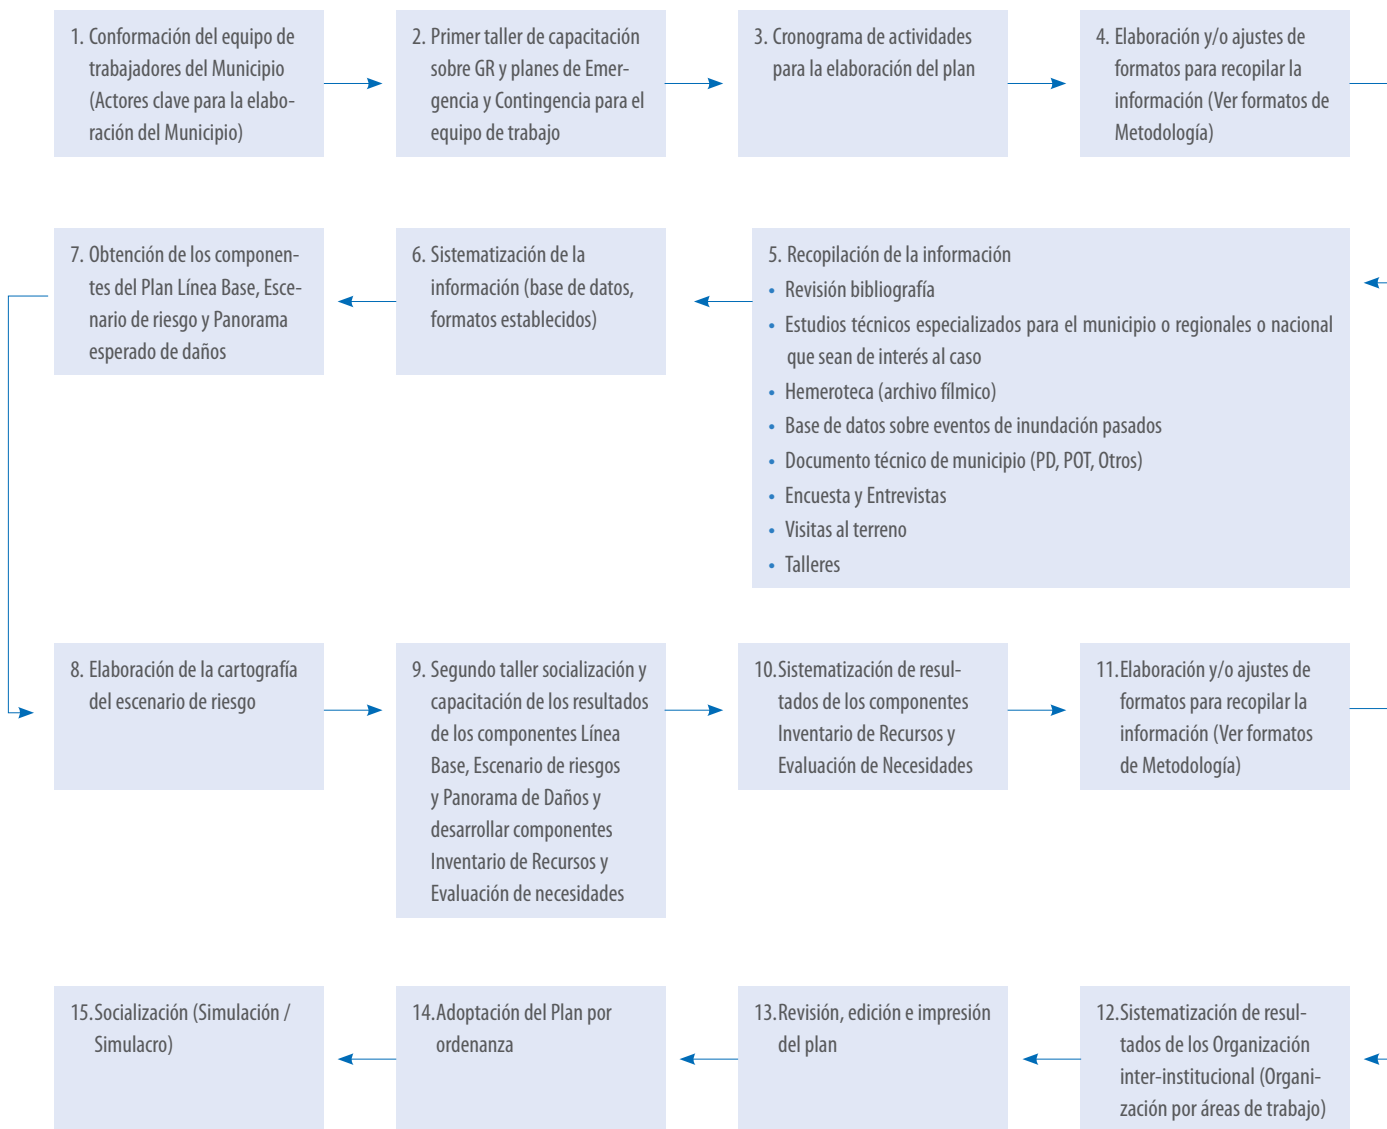 1. Conformación del equipo de
trabajadores del Municipio
(Actores clave para la elabo-
ración del Municipio)
2. Primer taller de capacitación
sobre GR y planes de Emer-
gencia y Contingencia para el
equipo de trabajo
3. Cronograma de actividades
para la elaboración del plan
4. Elaboración y/o ajustes de
formatos para recopilar la
información (Ver formatos de
Metodología)
5. Recopilación de la información
• Revisión bibliografía
• Estudios técnicos especializados para el municipio o regionales o nacional
que sean de interés al caso
• Hemeroteca (archivo fílmico)
• Base de datos sobre eventos de inundación pasados
• Documento técnico de municipio (PD, POT, Otros)
• Encuesta y Entrevistas
• Visitas al terreno
• Talleres
6. Sistematización de la
información (base de datos,
formatos establecidos)
7. Obtención de los componen-
tes del Plan Línea Base, Esce-
nario de riesgo y Panorama
esperado de daños
8. Elaboración de la cartografía
del escenario de riesgo
9. Segundo taller socialización y
capacitación de los resultados
de los componentes Línea
Base, Escenario de riesgos
y Panorama de Daños y
desarrollar componentes
Inventario de Recursos y
Evaluación de necesidades
10.Sistematización de resul-
tados de los componentes
Inventario de Recursos y
Evaluación de Necesidades
11.Elaboración y/o ajustes de
formatos para recopilar la
información (Ver formatos
de Metodología)
12.Sistematización de resul-
tados de los Organización
inter-institucional (Organi-
zación por áreas de trabajo)
13.Revisión, edición e impresión
del plan
14.Adoptación del Plan por
ordenanza
15.Socialización (Simulación /
Simulacro)